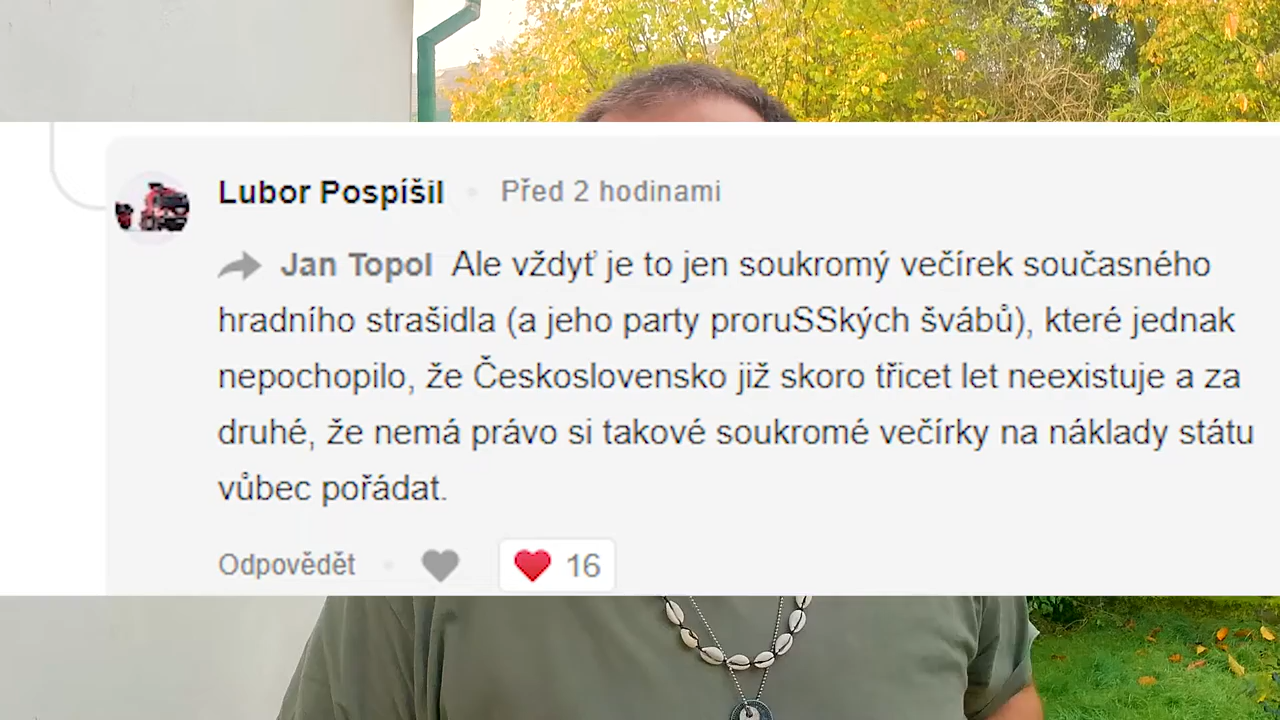 Lubor Pospíšil Před 2 hodinami
Jan Topol Ale vždyť je to jen soukromý večírek současného
hradního strašidla (a jeho party proruSSkých švábů), které jednak
nepochopilo, že Československo již skoro třicet let neexistuje a za
druhé, že nemá právo si takové soukromé večírky na náklady státu
vůbec pořádat.
Odpovědět 16